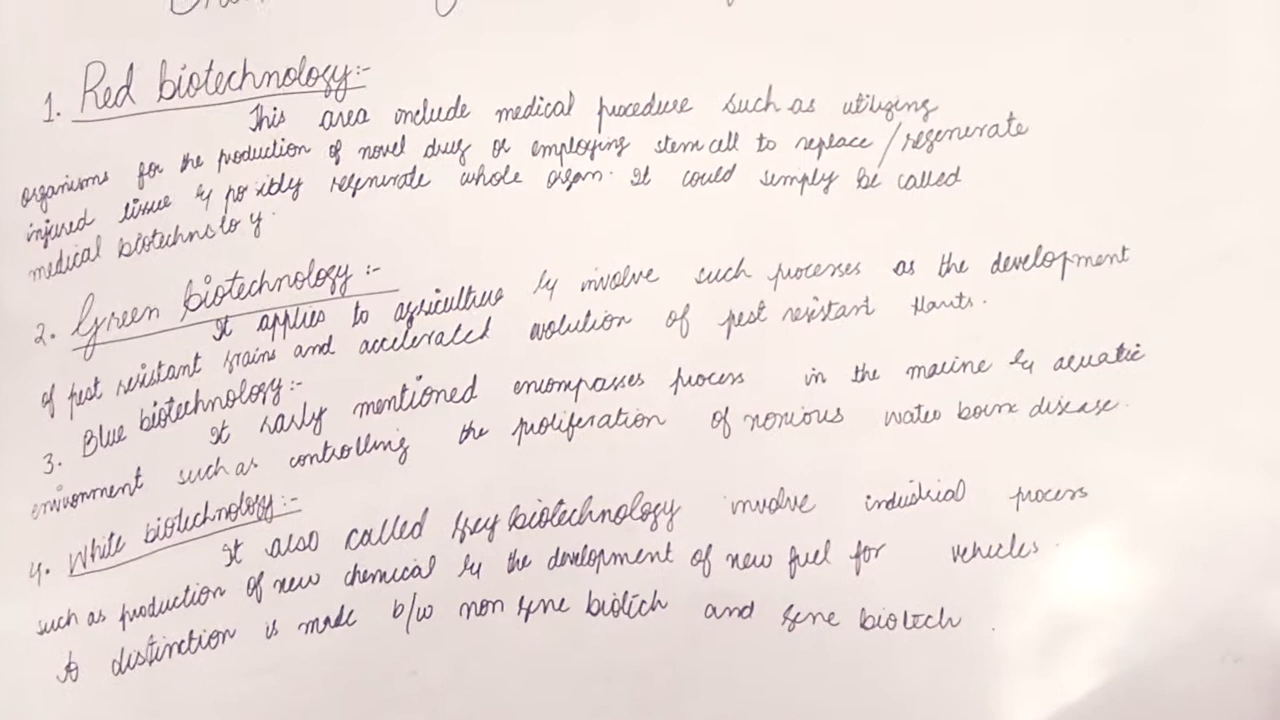 1. Red biotechnology:-
This area include medical procedure such as utilizing
organisms for the production of novel drug or employing stem cell to replace / regenerate
injured tissue & possibly regenerate whole organ. It could simply be called
medical biotechnology.
2. Green biotechnology :-
It applies to agriculture & involve such processes as the development
of pest resistant grains and accelerated evolution of pest resistant plants.
3. Blue biotechnology:-
It rarly mentioned encompasses process in the marine & aquatic
environment such as controlling the proliferation of noxious water borne disease.
4. White biotechnology:-
It also called grey biotechnology involve industrial process
such as production of new chemical & the development of new fuel for vehicles.
A distinction is made b/w non gene biotech and gene biotech.